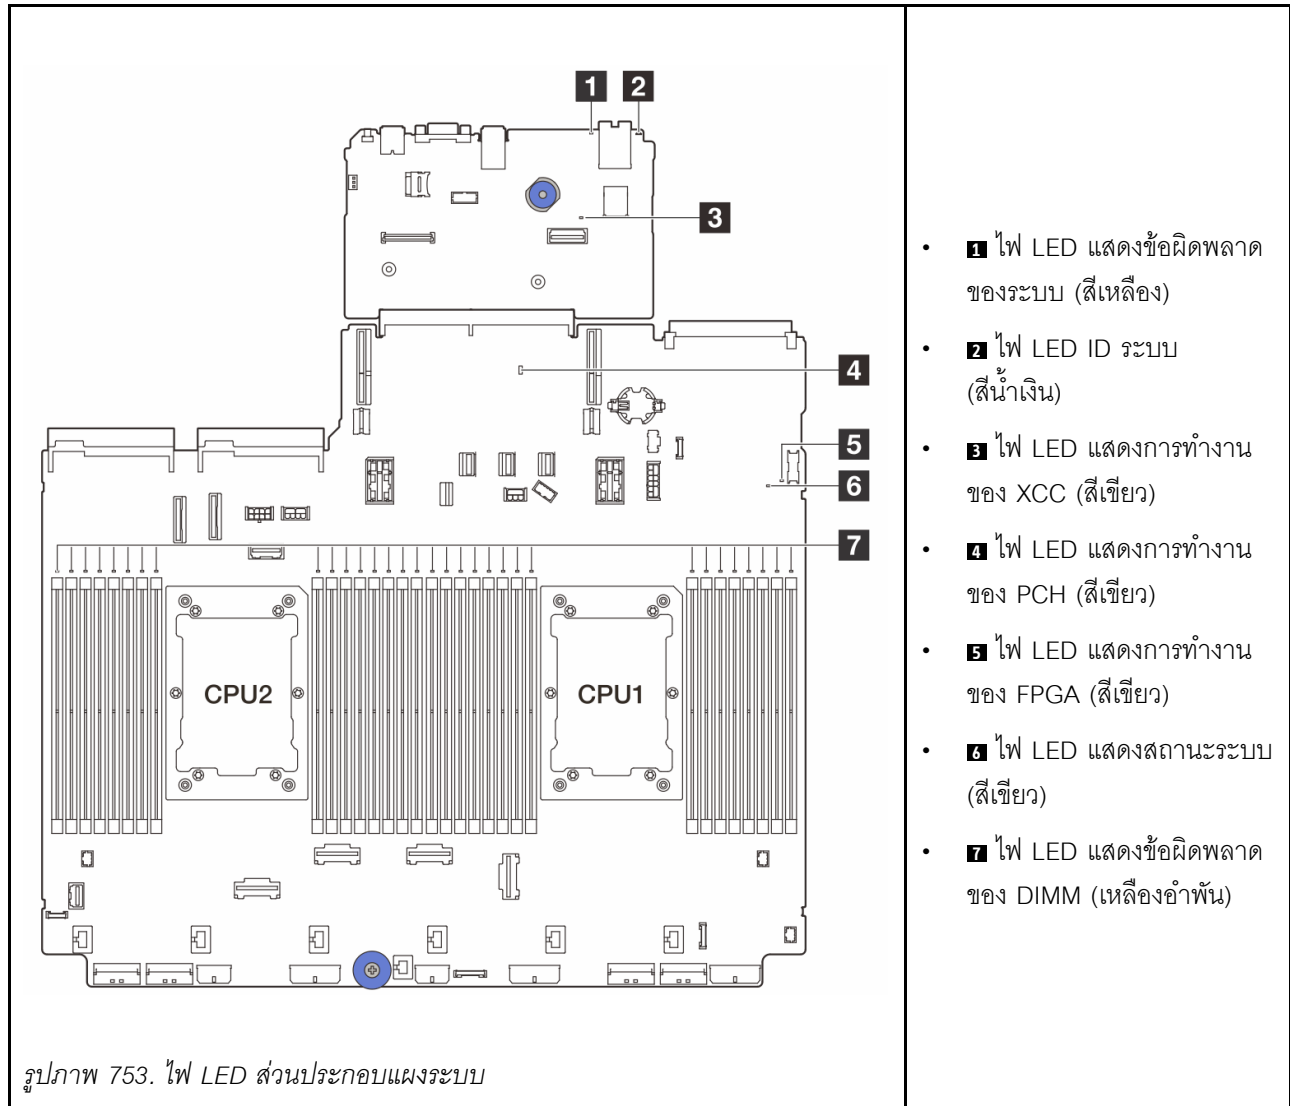 1 2
3
4
5
6
7
CPU2
CPU1
รูปภาพ 753. ไฟ LED ส่วนประกอบแผงระบบ
• 1 ไฟ LED แสดงข้อผิดพลาด
ของระบบ (สีเหลือง)
• 2 ไฟ LED ID ระบบ
(สีน้ำเงิน)
• 3 ไฟ LED แสดงการทำงาน
ของ XCC (สีเขียว)
• 4 ไฟ LED แสดงการทำงาน
ของ PCH (สีเขียว)
• 5 ไฟ LED แสดงการทำงาน
ของ FPGA (สีเขียว)
• 6 ไฟ LED แสดงสถานะระบบ
(สีเขียว)
• 7 ไฟ LED แสดงข้อผิดพลาด
ของ DIMM (เหลืองอำพัน)